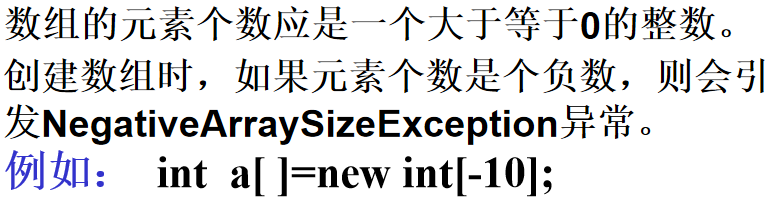 数组的元素个数应是一个大于等于0的整数。
创建数组时，如果元素个数是个负数，则会引
发NegativeArraySizeException异常。
例如： int a[ ]=new int[-10];